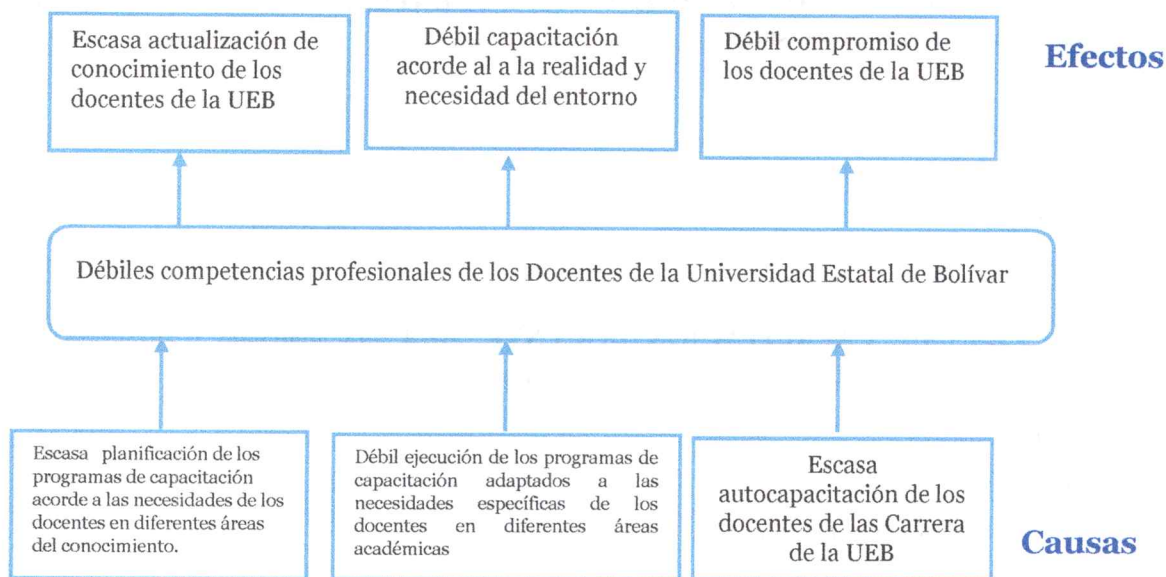 Escasa actualización de
conocimiento de los
docentes de la UEB
Débil capacitación
acorde al a la realidad y
necesidad del entorno
Débil compromiso de
los docentes de la UEB
Efectos
Débiles competencias profesionales de los Docentes de la Universidad Estatal de Bolívar
Escasa planificación de los
programas de capacitación
acorde a las necesidades de los
docentes en diferentes áreas
del conocimiento.
Débil ejecución de los programas de
capacitación adaptados a las
necesidades específicas de los
docentes en diferentes áreas
académicas
Escasa
autocapacitación de los
docentes de las Carrera
de la UEB
Causas